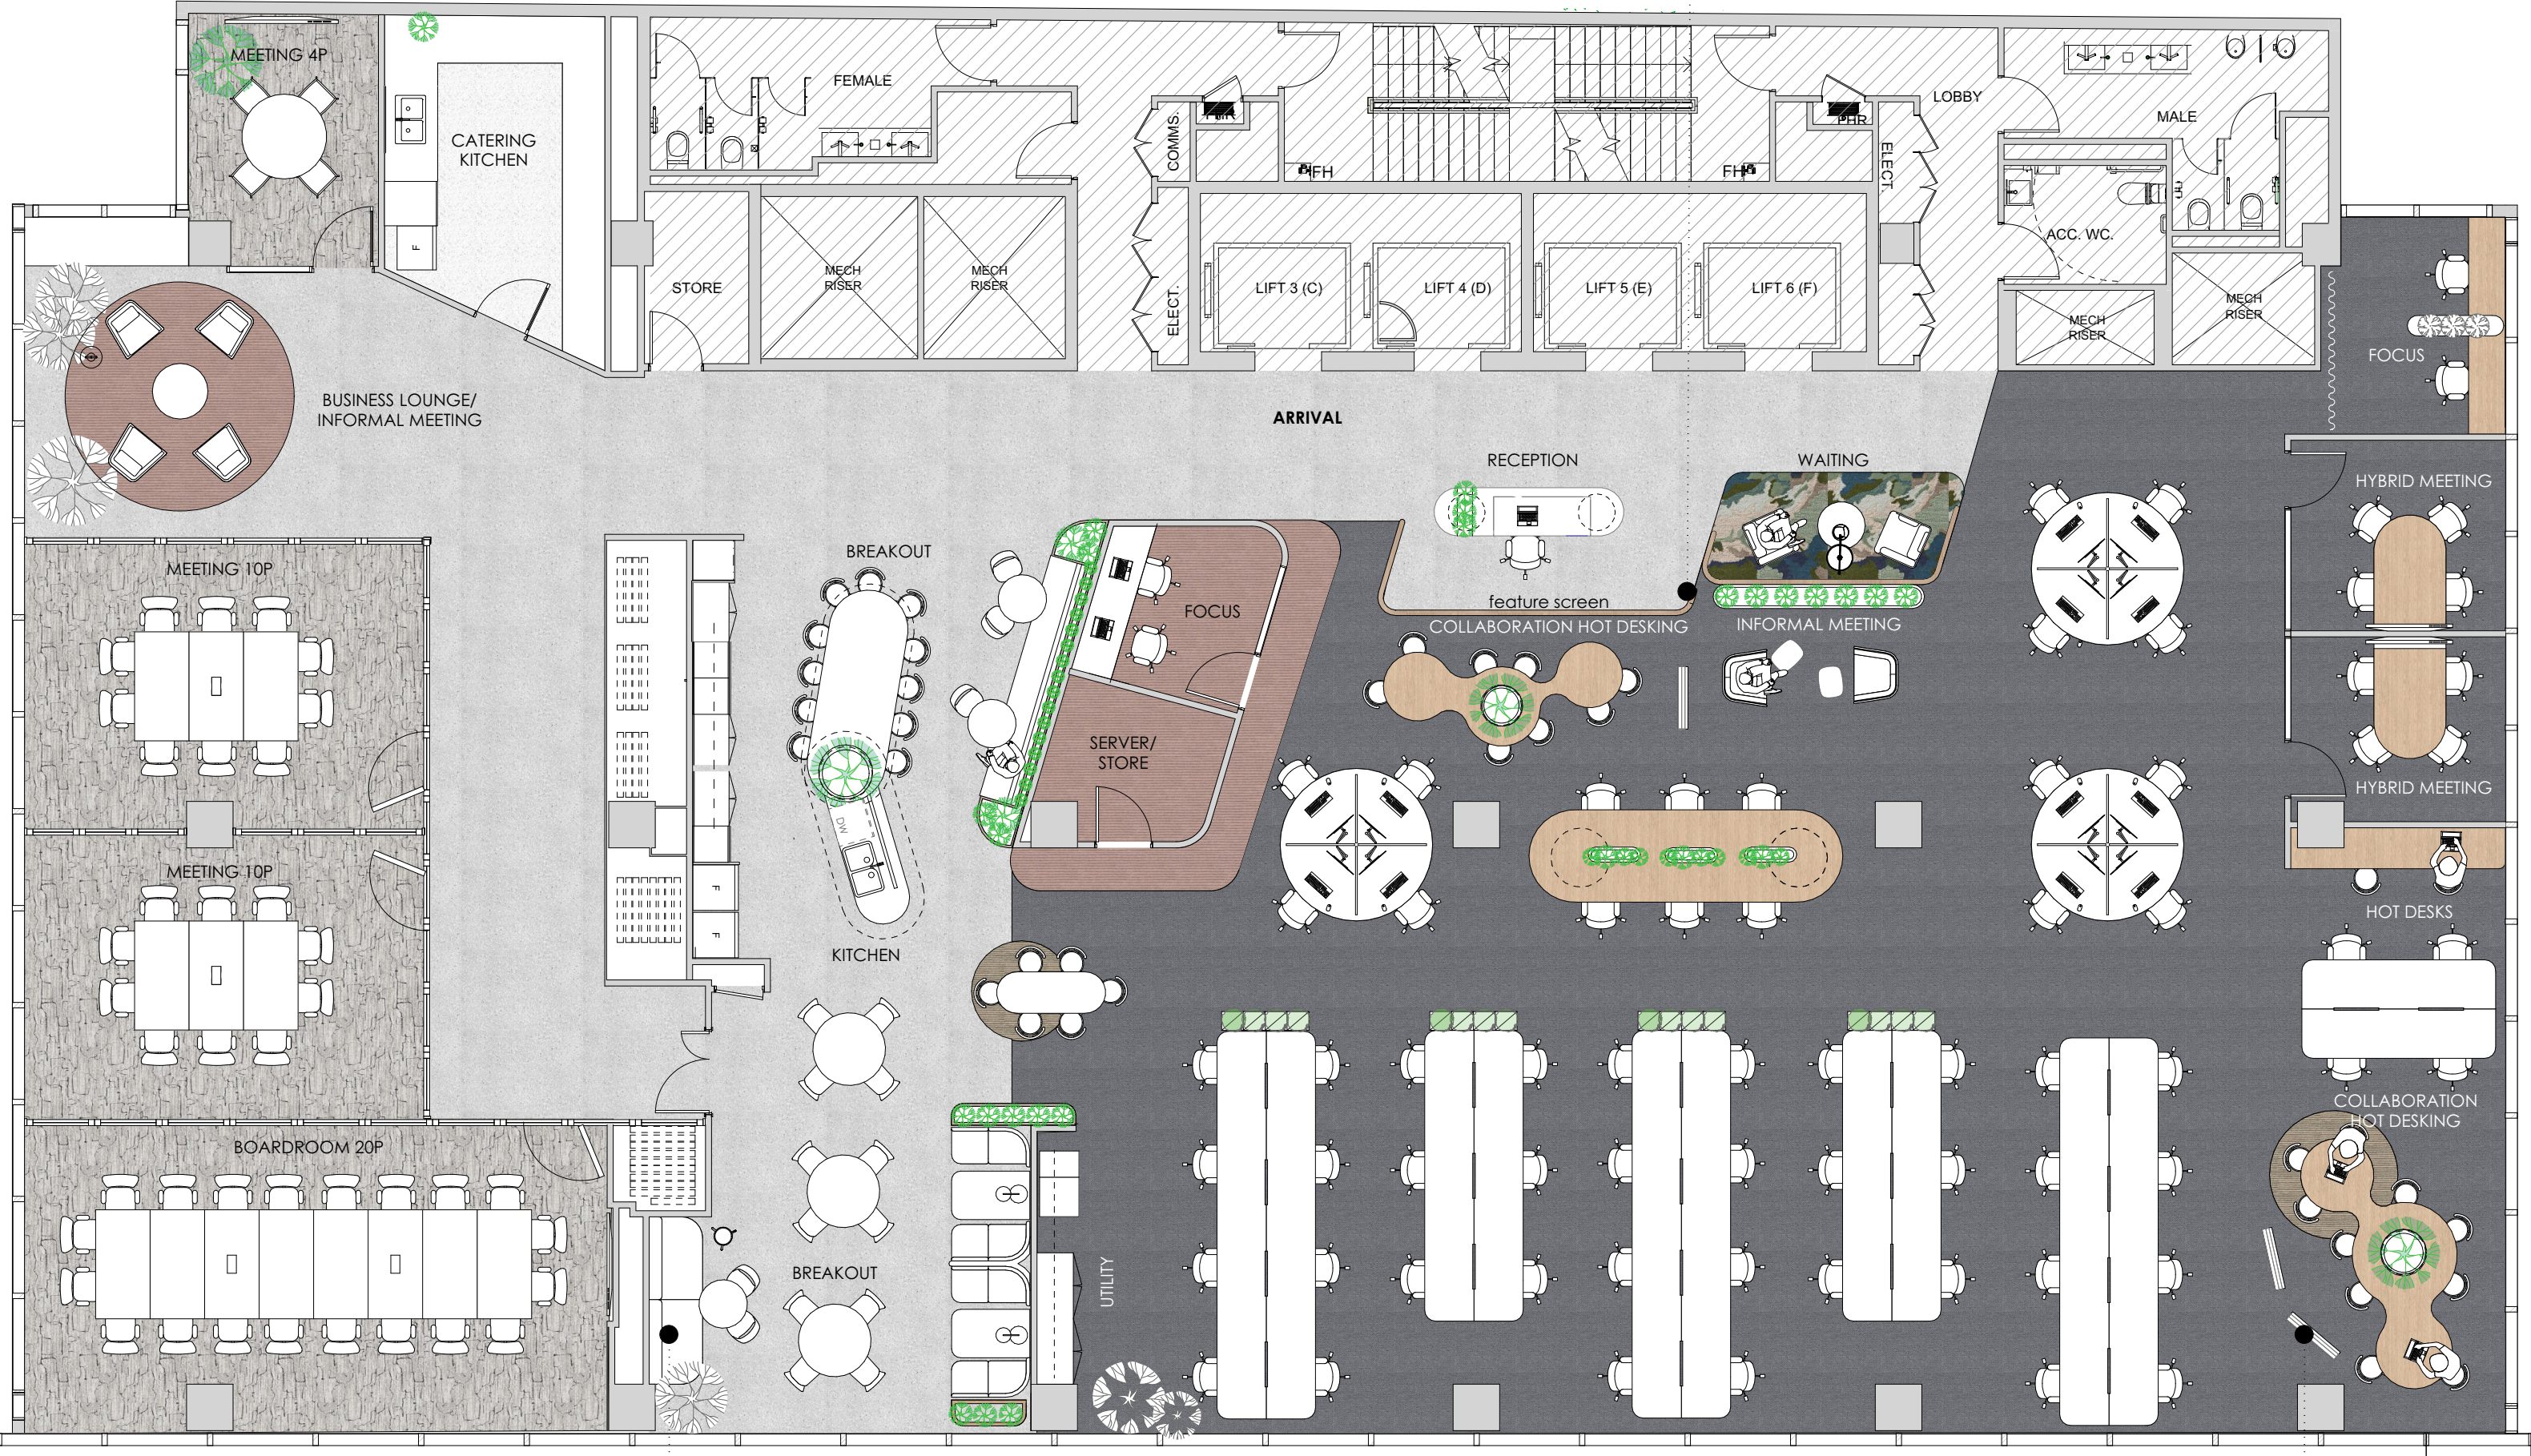 MEETING 4P
CATERING
KITCHEN
F
FEMALE
STORE
MECH
RISER
MECH
RISER
COMMS.
ELECT.
FH
FH
PHR
ELECT.
LOBBY
MALE
ACC. WC.
LIFT 3 (C)
LIFT 4 (D)
LIFT 5 (E)
LIFT 6 (F)
MECH
RISER
MECH
RISER
FOCUS
BUSINESS LOUNGE/
INFORMAL MEETING
ARRIVAL
RECEPTION
WAITING
HYBRID MEETING
MEETING 10P
BREAKOUT
FOCUS
feature screen
COLLABORATION HOT DESKING
INFORMAL MEETING
SERVER/
STORE
HYBRID MEETING
DW
MEETING 10P
F
F
KITCHEN
HOT DESKS
COLLABORATION
HOT DESKING
BOARDROOM 20P
BREAKOUT
UTILITY